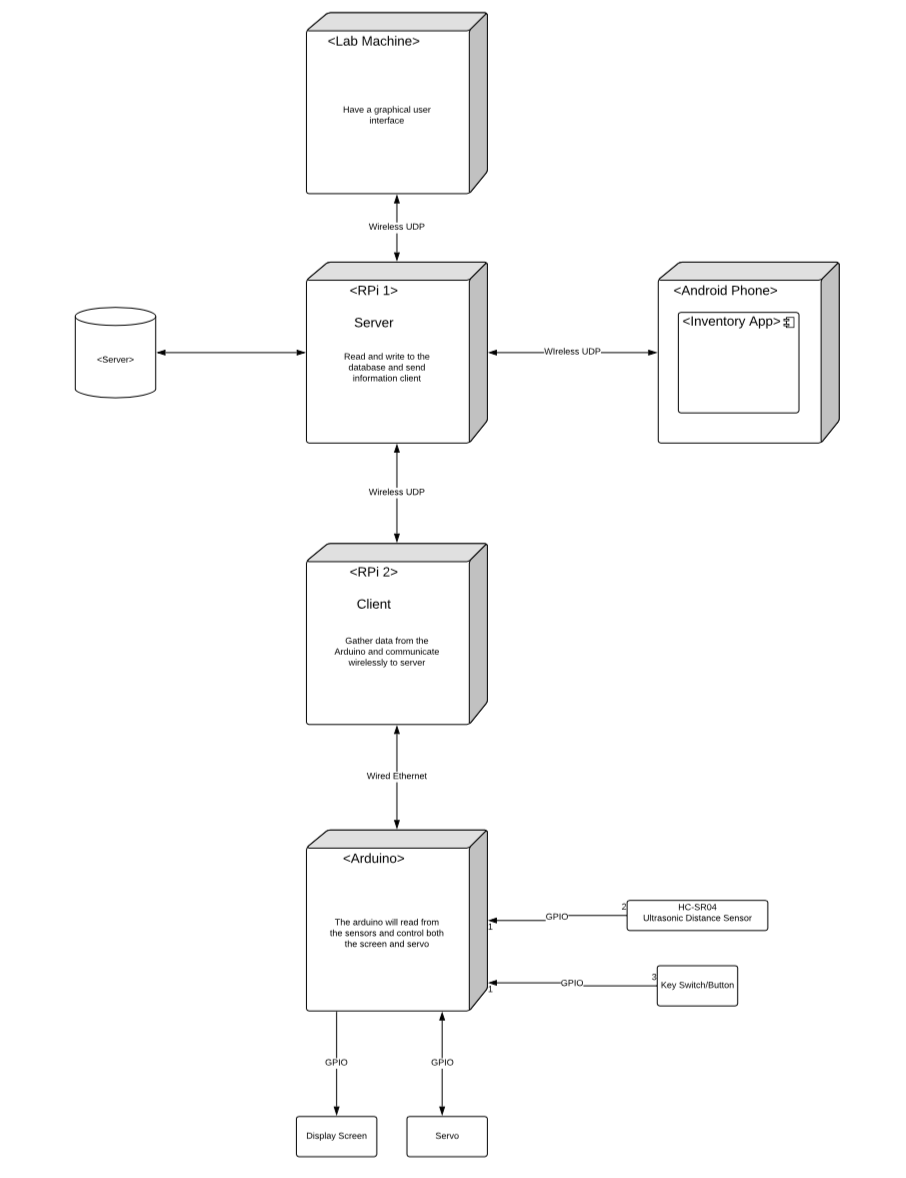 <Lab Machine>
Have a graphical user
interface
Wireless UDP
<RPi 1>
Server
Read and write to the
database and send
information client
<Server>
WIreless UDP
<Android Phone>
<Inventory App>
Wireless UDP
<RPi 2>
Client
Gather data from the
Arduino and communicate
wirelessly to server
Wired Ethernet
<Arduino>
The arduino will read from
the sensors and control both
the screen and servo
1
GPIO
2
HC-SR04
Ultrasonic Distance Sensor
1
GPIO
3
Key Switch/Button
GPIO
GPIO
Display Screen
Servo